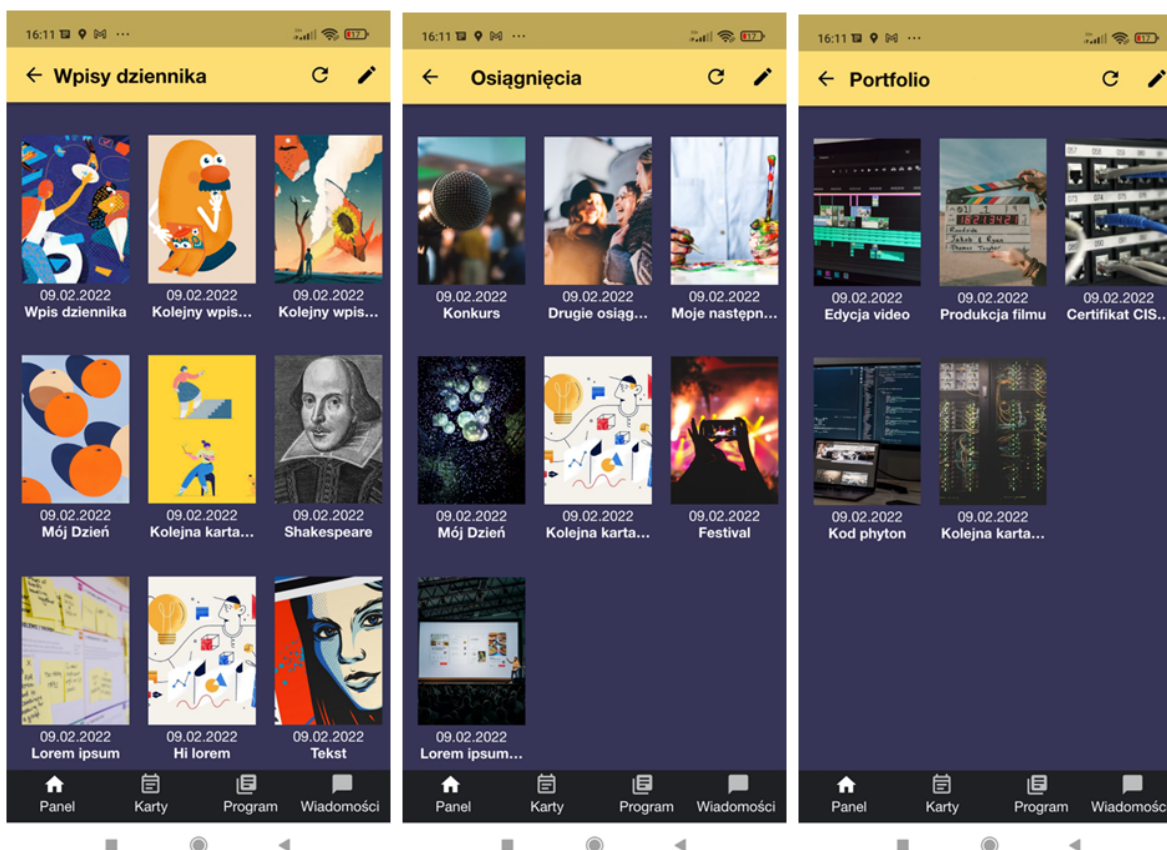 16:11
Wpisy dziennika
09.02.2022
Wpis dziennika
09.02.2022
Kolejny wpis...
09.02.2022
Kolejny wpis...
09.02.2022
Mój Dzień
09.02.2022
Kolejna karta...
09.02.2022
Shakespeare
09.02.2022
Lorem ipsum
09.02.2022
Hi lorem
09.02.2022
Tekst
Panel
Karty
Program
Wiadomości
16:11
17
Osiągnięcia
09.02.2022
Konkurs
09.02.2022
Drugie osiąg...
09.02.2022
Moje następn...
09.02.2022
Mój Dzień
09.02.2022
Kolejna karta...
09.02.2022
Festival
09.02.2022
Lorem ipsum...
Panel
Karty
Program
Wiadomości
16:11
17
Portfolio
09.02.2022
Edycja video
09.02.2022
Produkcja filmu
09.02.2022
Certifikat CIS...
09.02.2022
Kod phyton
09.02.2022
Kolejna karta...
Panel
Karty
Program
Wiadomośc